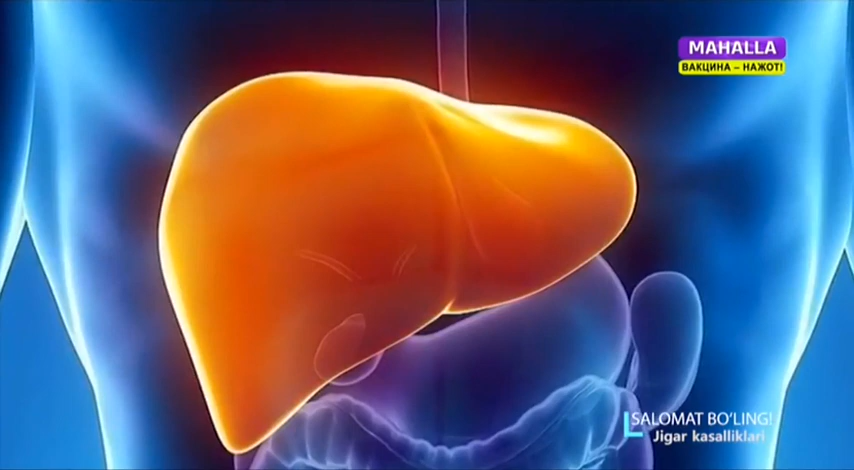 MAHALLA
ВАКЦИНА – НАЖОТ!
SALOMAT BO'LING!
Jigar kasalliklari